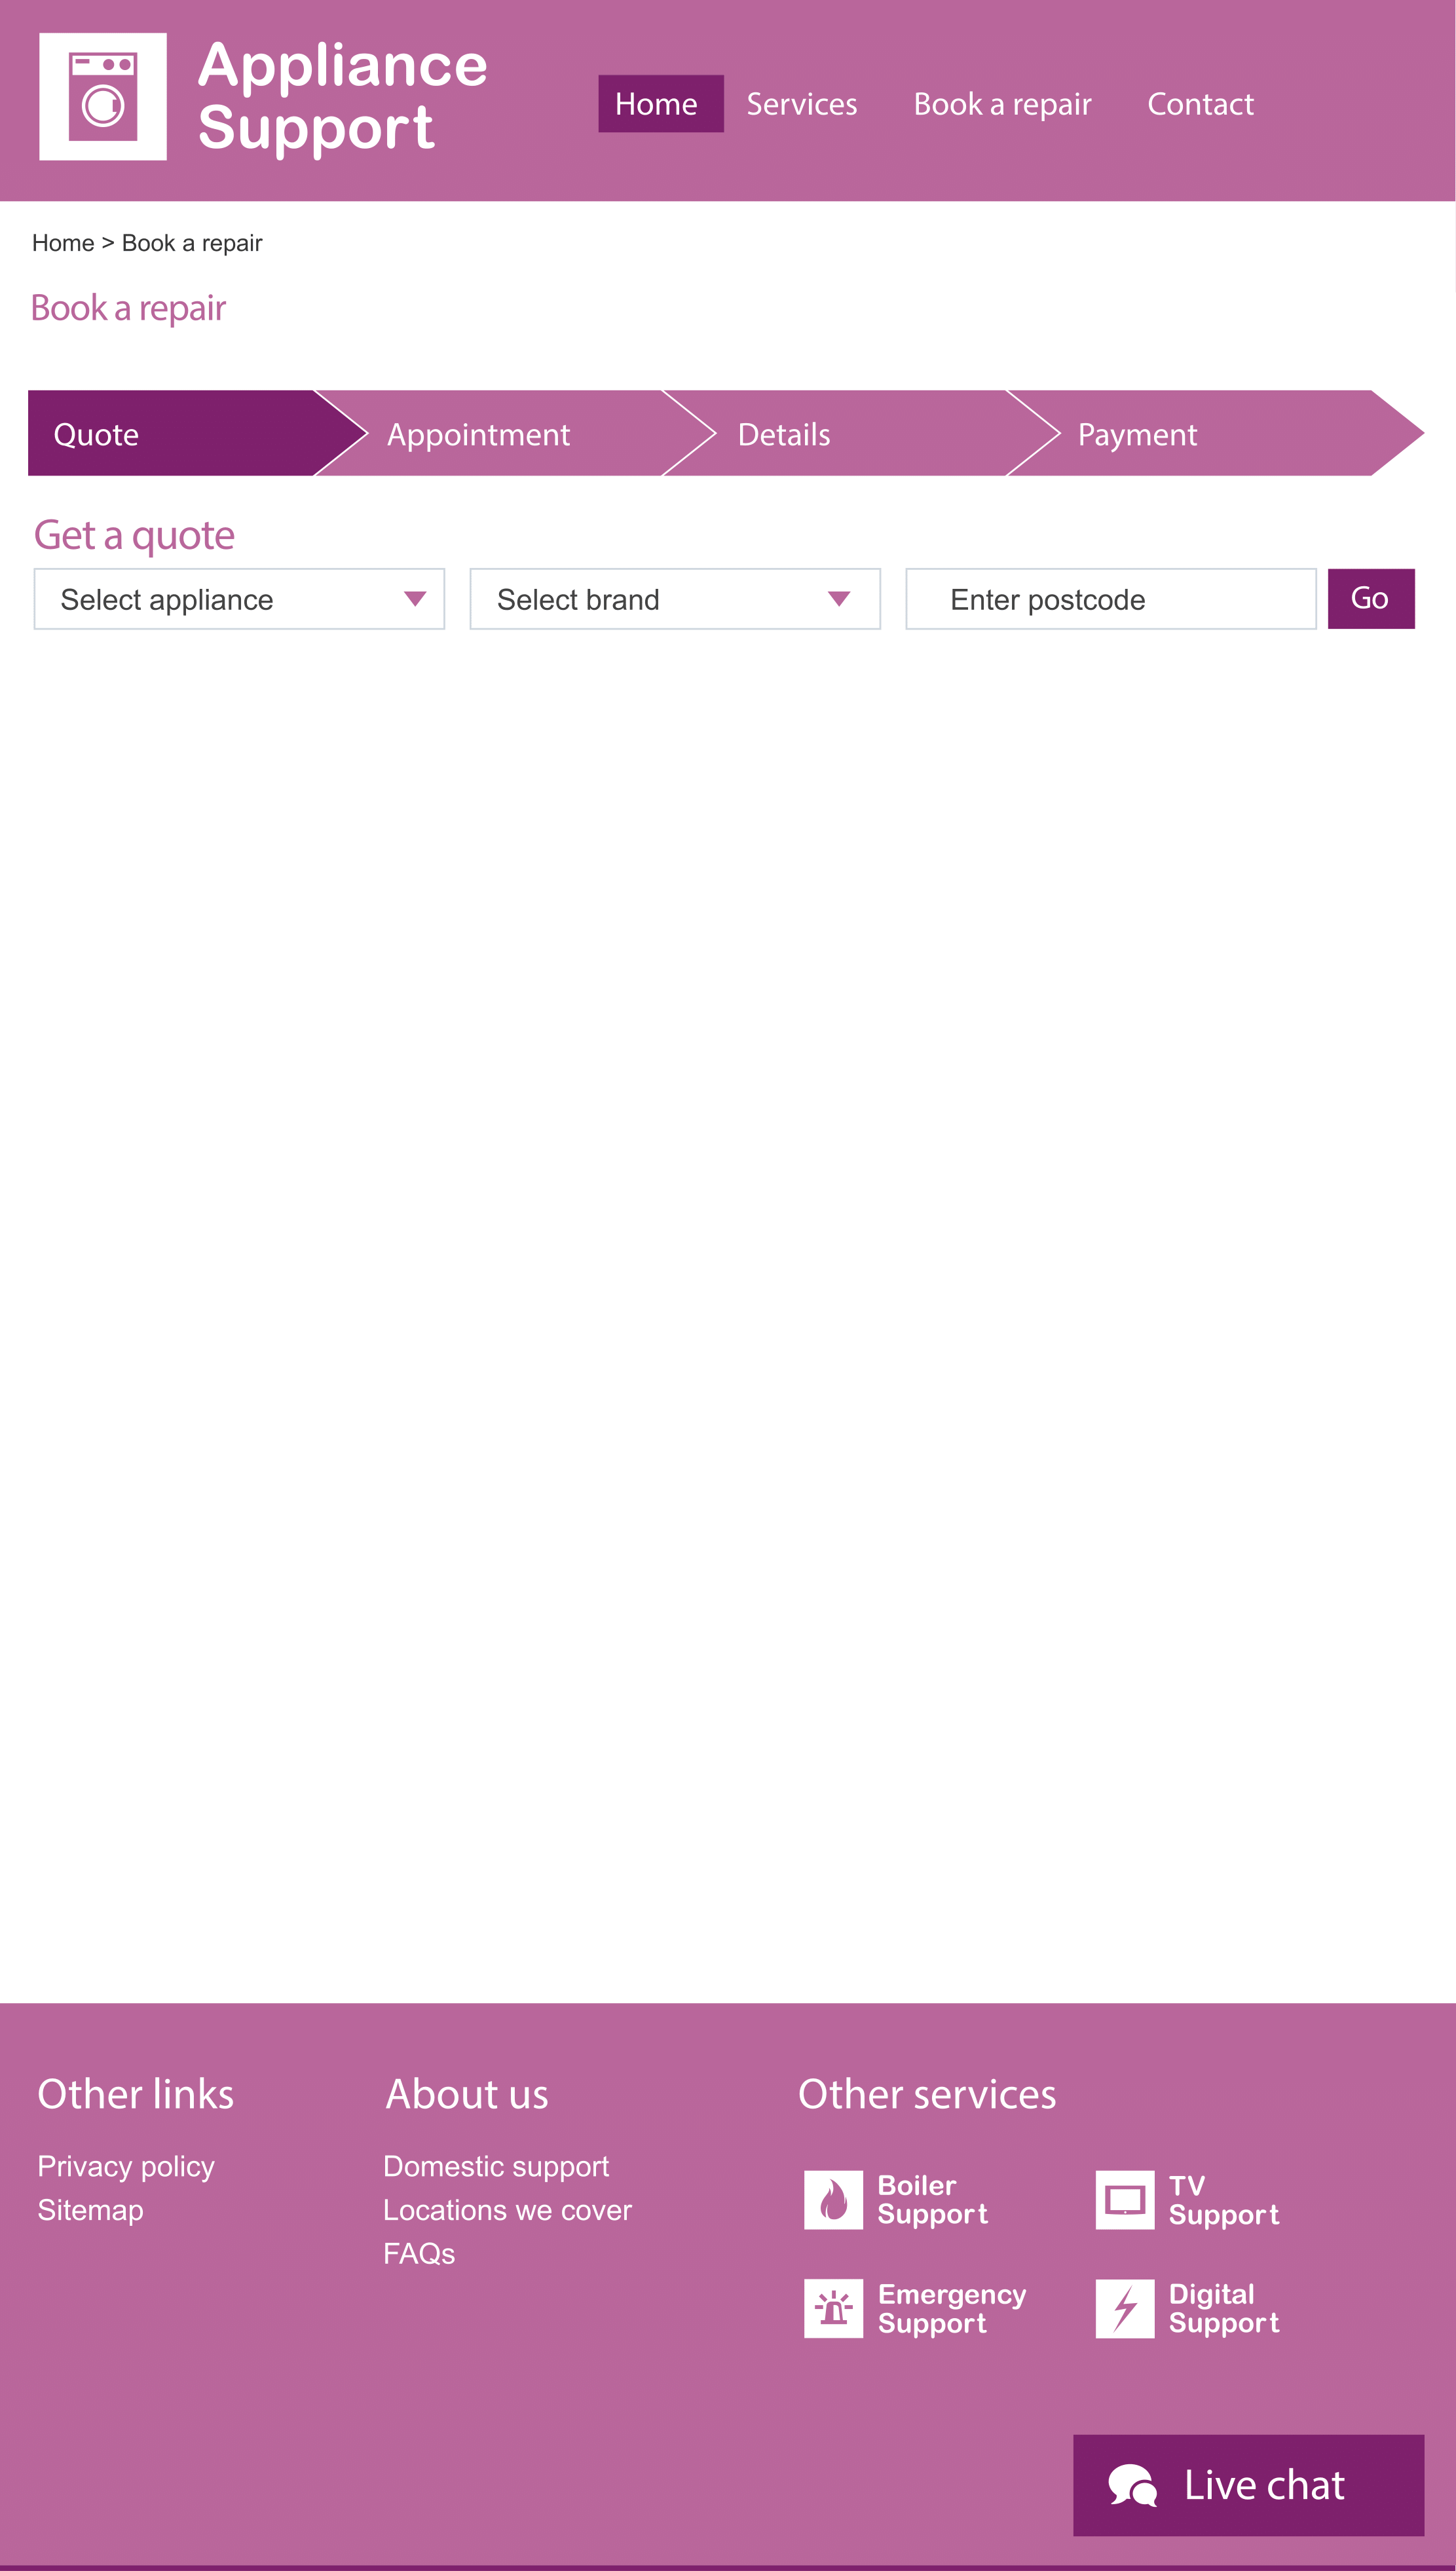 Appliance
Support
Home
Services
Book a repair
Contact
Home > Book a repair
Book a repair
Quote
Appointment
Details
Payment
Get a quote
Select appliance
Select brand
Enter postcode
Go
Other links
Privacy policy
Sitemap
About us
Domestic support
Locations we cover
FAQs
Other services
Boiler
Support
TV
Support
Emergency
Support
Digital
Support
Live chat